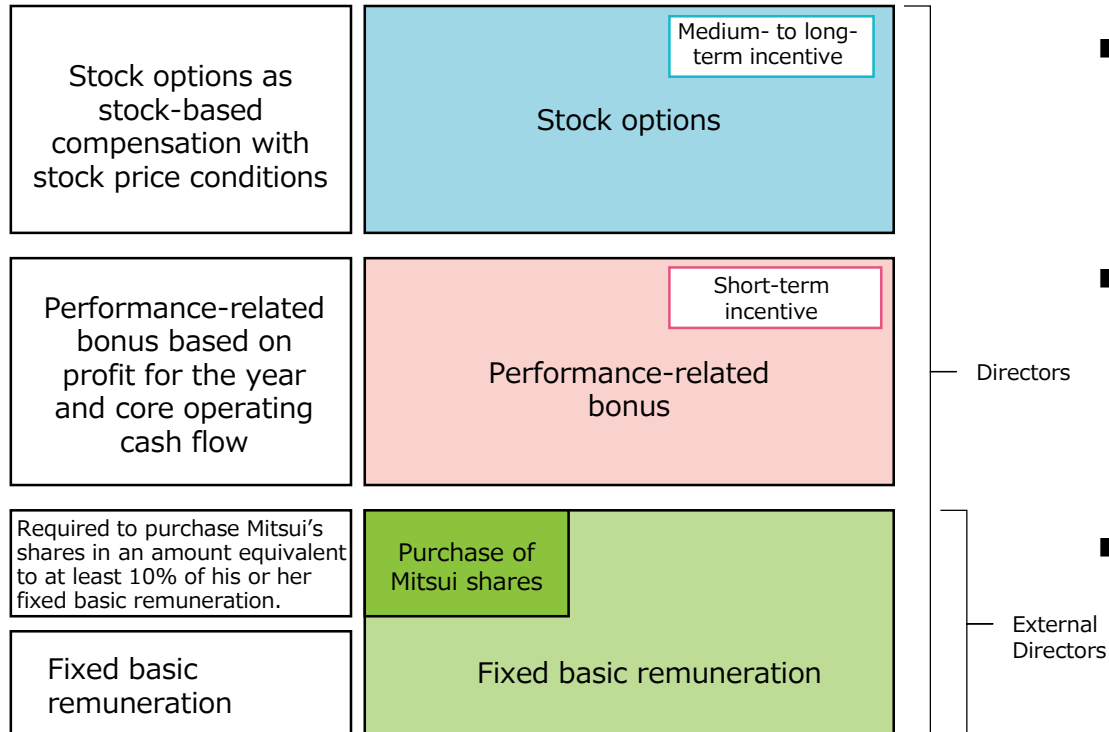 Stock options as
stock-based
compensation with
stock price conditions
Medium- to long-
term incentive
Stock options
Performance-related
bonus based on
profit for the year
and core operating
cash flow
Short-term
incentive
Performance-related
bonus
Directors
Required to purchase Mitsui’s
shares in an amount equivalent
to at least 10% of his or her
fixed basic remuneration.
Purchase of
Mitsui shares
Fixed basic
remuneration
Fixed basic remuneration
External
Directors